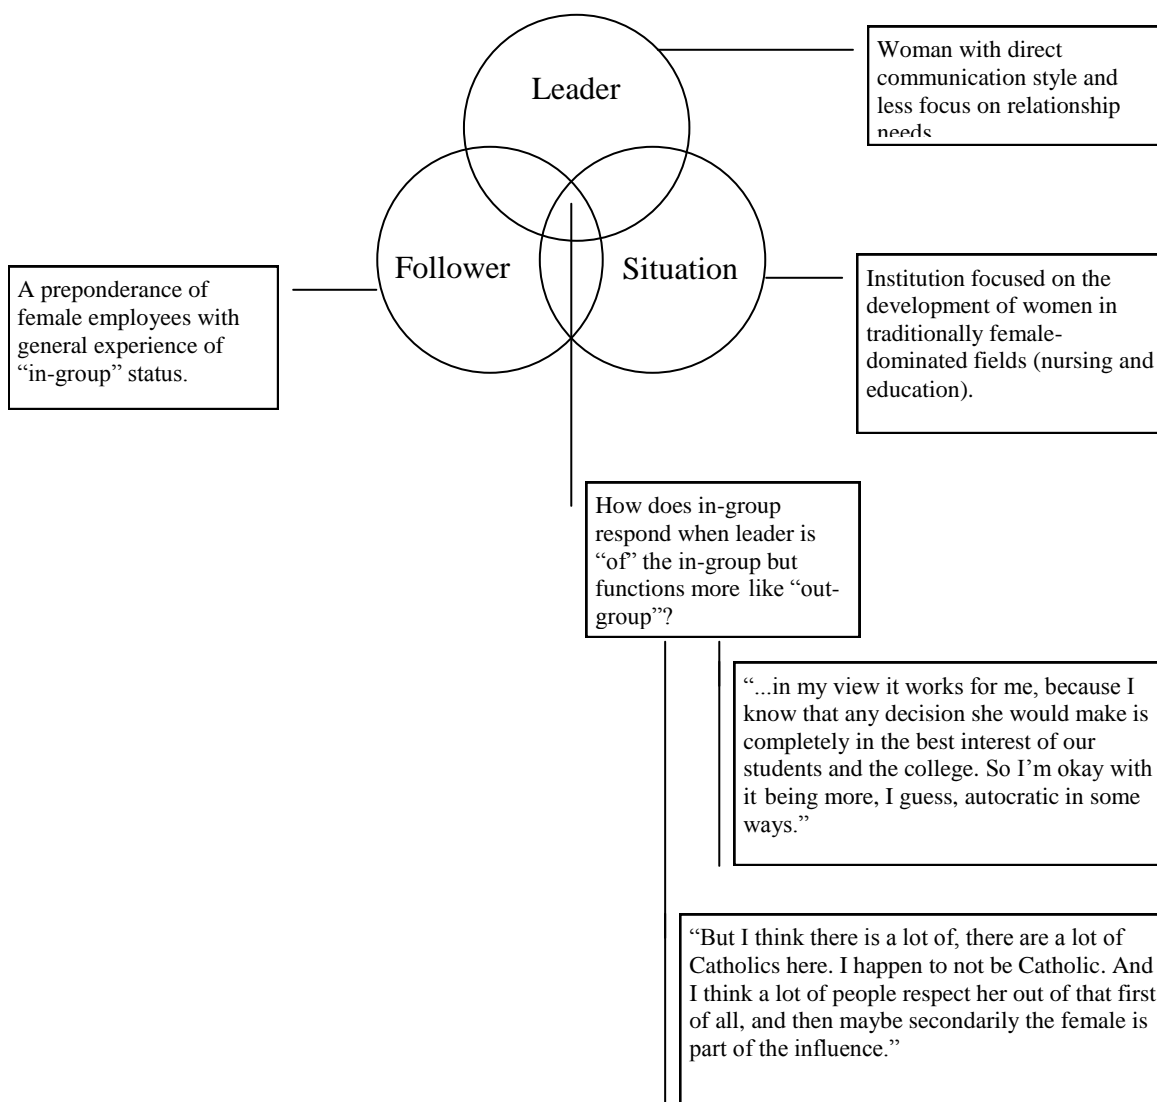 Leader
Woman with direct
communication style and
less focus on relationship
needs
Follower
Situation
A preponderance of
female employees with
general experience of
“in-group” status.
Institution focused on the
development of women in
traditionally female-
dominated fields (nursing and
education).
How does in-group
respond when leader is
“of” the in-group but
functions more like “out-
group”?
“...in my view it works for me, because I
know that any decision she would make is
completely in the best interest of our
students and the college. So I’m okay with
it being more, I guess, autocratic in some
ways.”
“But I think there is a lot of, there are a lot of
Catholics here. I happen to not be Catholic. And
I think a lot of people respect her out of that first
of all, and then maybe secondarily the female is
part of the influence.”